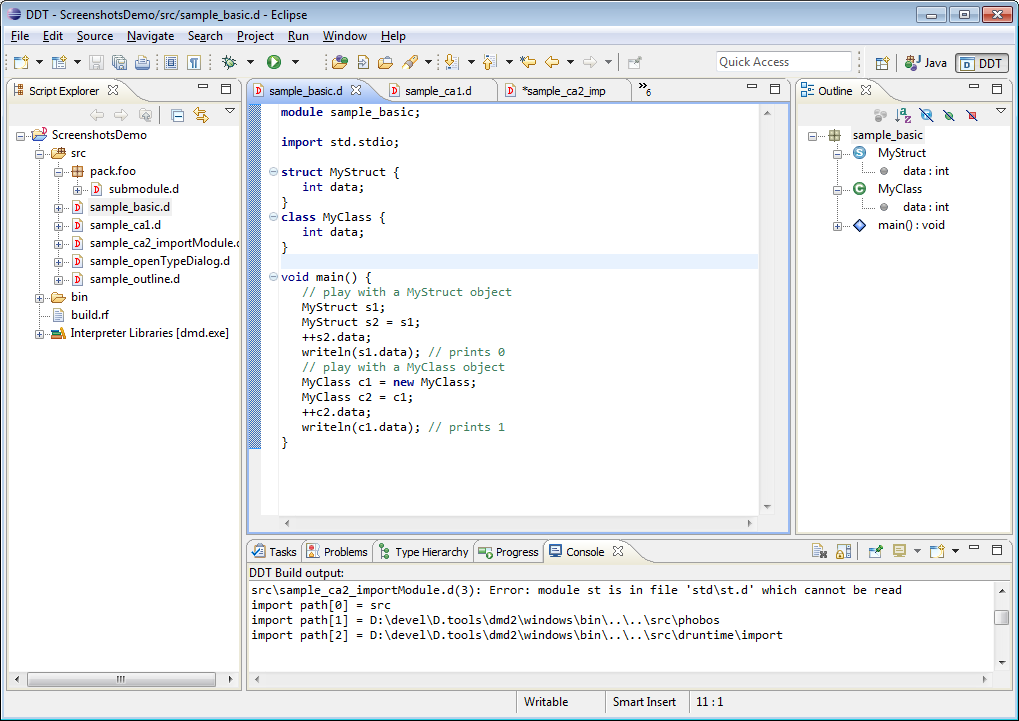 DDT - ScreenshotsDemo/src/sample_basic.d - Eclipse
File Edit Source Navigate Search Project Run Window Help
Quick Access
Java
DDT
Script Explorer
ScreenshotsDemo
src
pack.foo
submodule.d
sample_basic.d
sample_ca1.d
sample_ca2_importModule.d
sample_openTypeDialog.d
sample_outline.d
bin
build.rf
Interpreter Libraries [dmd.exe]
sample_basic.d sample_ca1.d *sample_ca2_imp »6
module sample_basic;
import std.stdio;
struct MyStruct {
int data;
}
class MyClass {
int data;
}
void main() {
// play with a MyStruct object
MyStruct s1;
MyStruct s2 = s1;
++s2.data;
writeln(s1.data); // prints 0
// play with a MyClass object
MyClass c1 = new MyClass;
MyClass c2 = c1;
++c2.data;
writeln(c1.data); // prints 1
}
Outline
sample_basic
MyStruct
data : int
MyClass
data : int
main() : void
Tasks Problems Type Hierarchy Progress Console
DDT Build output:
src\sample_ca2_importModule.d(3): Error: module st is in file 'std\st.d' which cannot be read
import path[0] = src
import path[1] = D:\devel\D.tools\dmd2\windows\bin\..\..\src\phobos
import path[2] = D:\devel\D.tools\dmd2\windows\bin\..\..\src\druntime\import
Writable Smart Insert 11 : 1